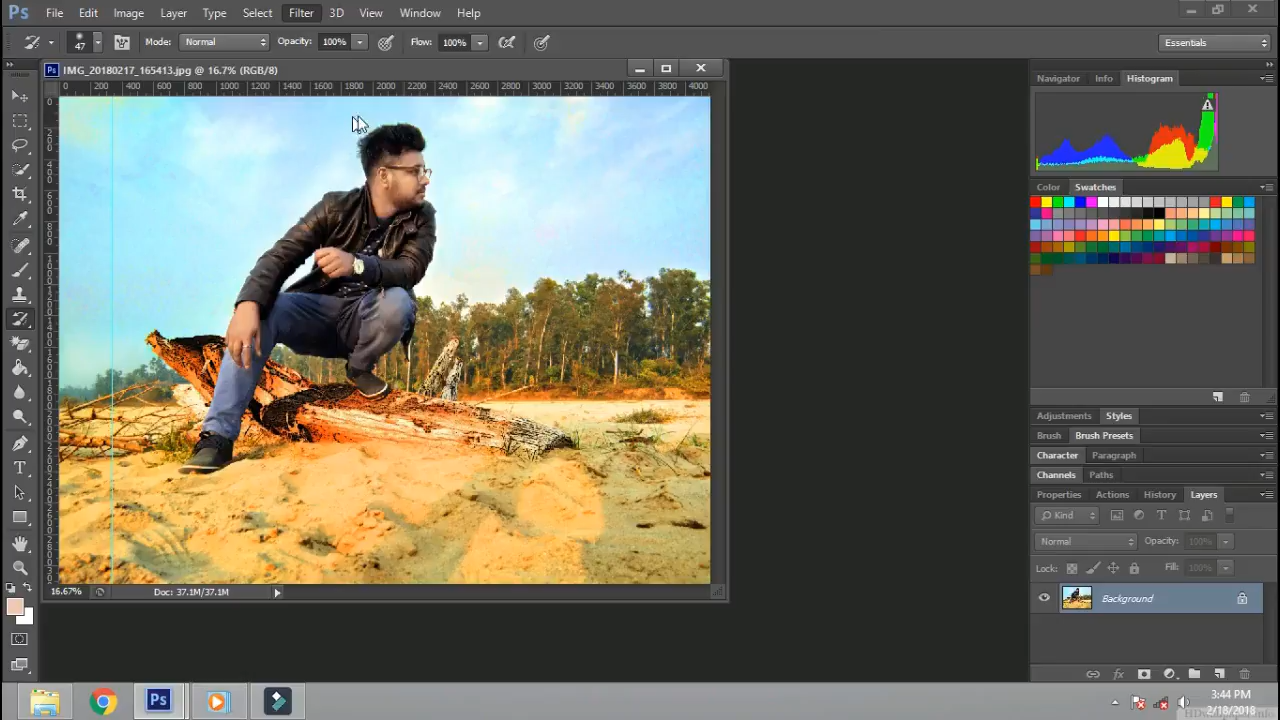 Ps File Edit Image Layer Type Select Filter 3D View Window Help
47 Mode: Normal Opacity: 100% Flow: 100% Essentials
Ps IMG_20180217_165413.jpg @ 16.7% (RGB/8)
Navigator Info Histogram
0 200 400 600 800 1000 1200 1400 1600 1800 2000 2200 2400 2600 2800 3000 3200 3400 3600 3800 4000
Color Swatches
Adjustments Styles
Brush Brush Presets
Character Paragraph
Channels Paths
Properties Actions History Layers
Kind
Normal Opacity: 100%
Lock: Fill: 100%
Background
16.67% Doc: 37.1M/37.1M
Ps
3:44 PM
2/18/2018